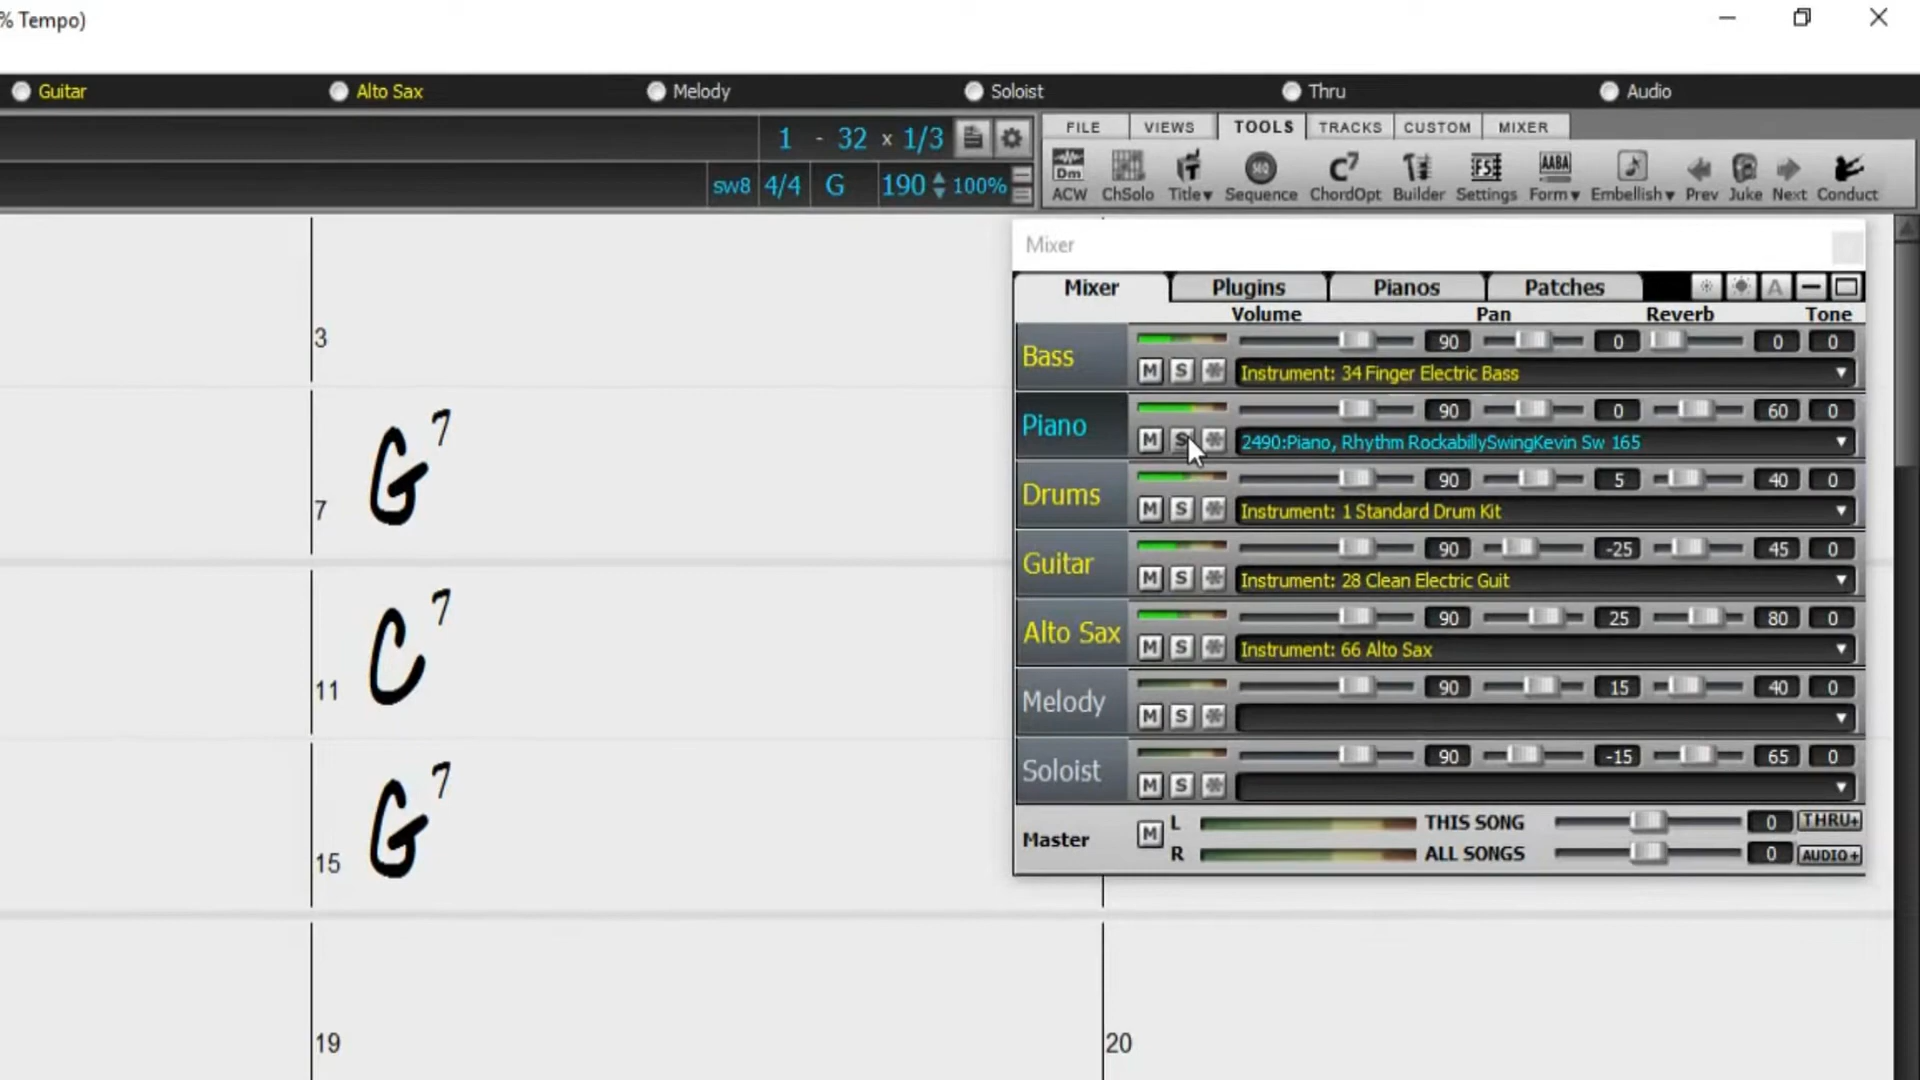 % Tempo)
Guitar Alto Sax Melody Soloist Thru Audio
1 - 32 x 1/3
FILE VIEWS TOOLS TRACKS CUSTOM MIXER
sw8 4/4 G 190 100%
Dm F5 AABA
ACW ChSolo Title Sequence ChordOpt Builder Settings Form Embellish Prev Juke Next Conduct
Mixer
Mixer Plugins Pianos Patches A
Volume Pan Reverb Tone
Bass 90 0 0 0
M S Instrument: 34 Finger Electric Bass
Piano 90 0 60 0
M S 2490:Piano, Rhythm RockabillySwingKevin Sw 165
Drums 90 5 40 0
M S Instrument: 1 Standard Drum Kit
Guitar 90 -25 45 0
M S Instrument: 28 Clean Electric Guit
Alto Sax 90 25 80 0
M S Instrument: 66 Alto Sax
Melody 90 15 40 0
M S
Soloist 90 -15 65 0
M S
Master M L THIS SONG 0 THRU+
R ALL SONGS 0 AUDIO+
3
7 G7
11 C7
15 G7
19 20